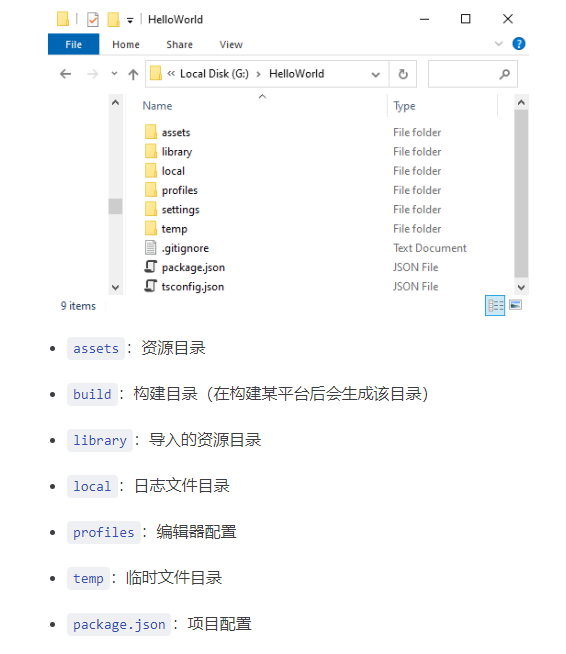 HelloWorld
File Home Share View
« Local Disk (G:) › HelloWorld
Name Type
assets File folder
library File folder
local File folder
profiles File folder
settings File folder
temp File folder
.gitignore Text Document
package.json JSON File
tsconfig.json JSON File
9 items
• assets：资源目录
• build：构建目录（在构建某平台后会生成该目录）
• library：导入的资源目录
• local：日志文件目录
• profiles：编辑器配置
• temp：临时文件目录
• package.json：项目配置